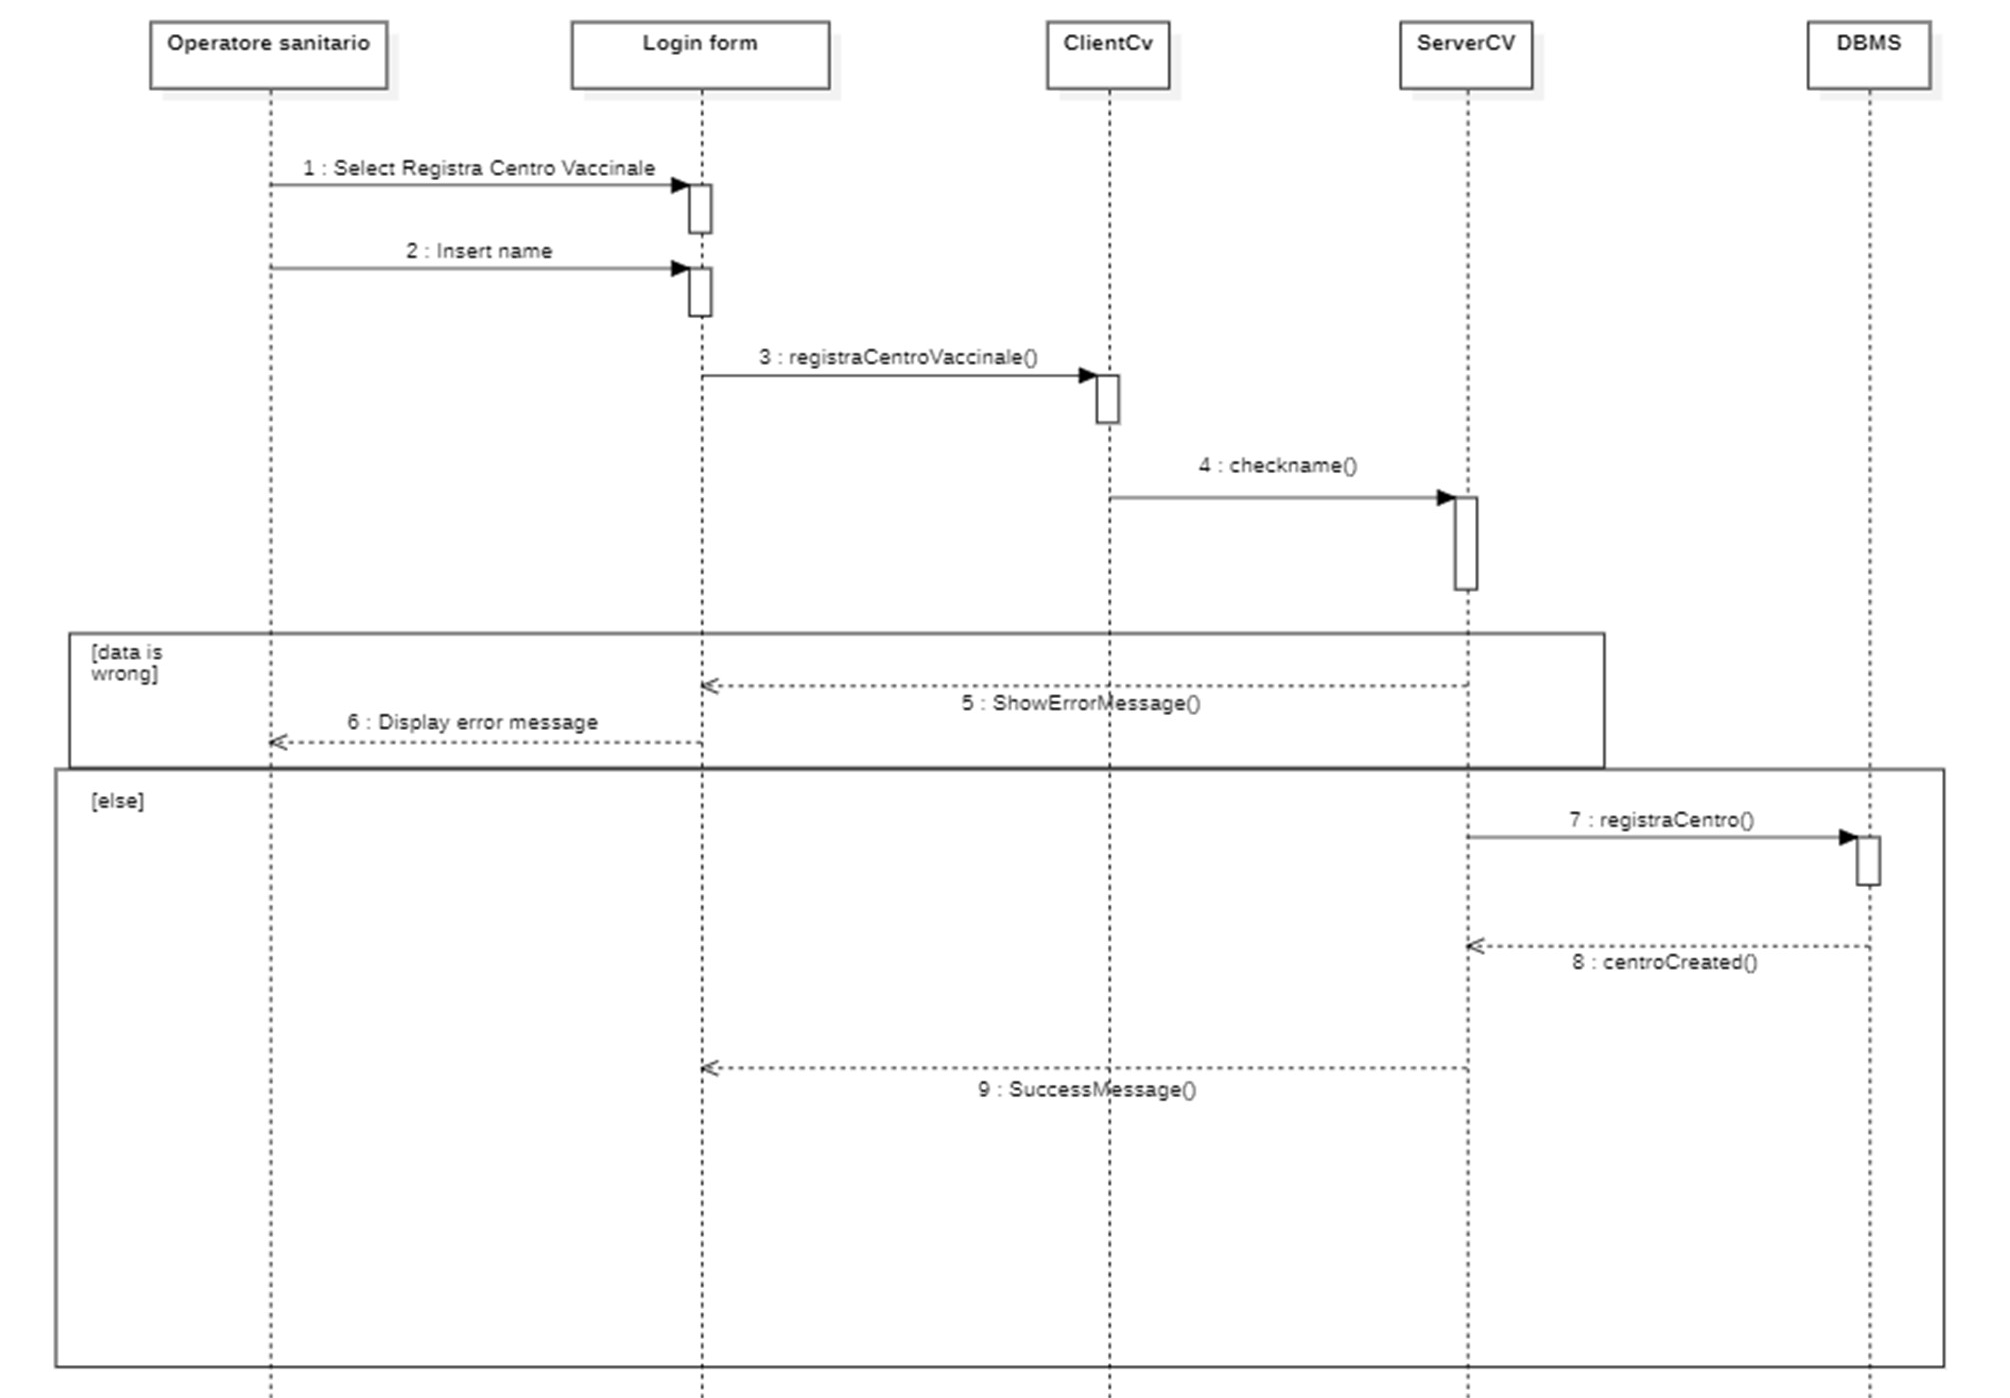 Operatore sanitario
Login form
ClientCv
ServerCV
DBMS
1 : Select Registra Centro Vaccinale
2 : Insert name
3 : registraCentroVaccinale()
4 : checkname()
[data is
wrong]
5 : ShowErrorMessage()
6 : Display error message
[else]
7 : registraCentro()
8 : centroCreated()
9 : SuccessMessage()